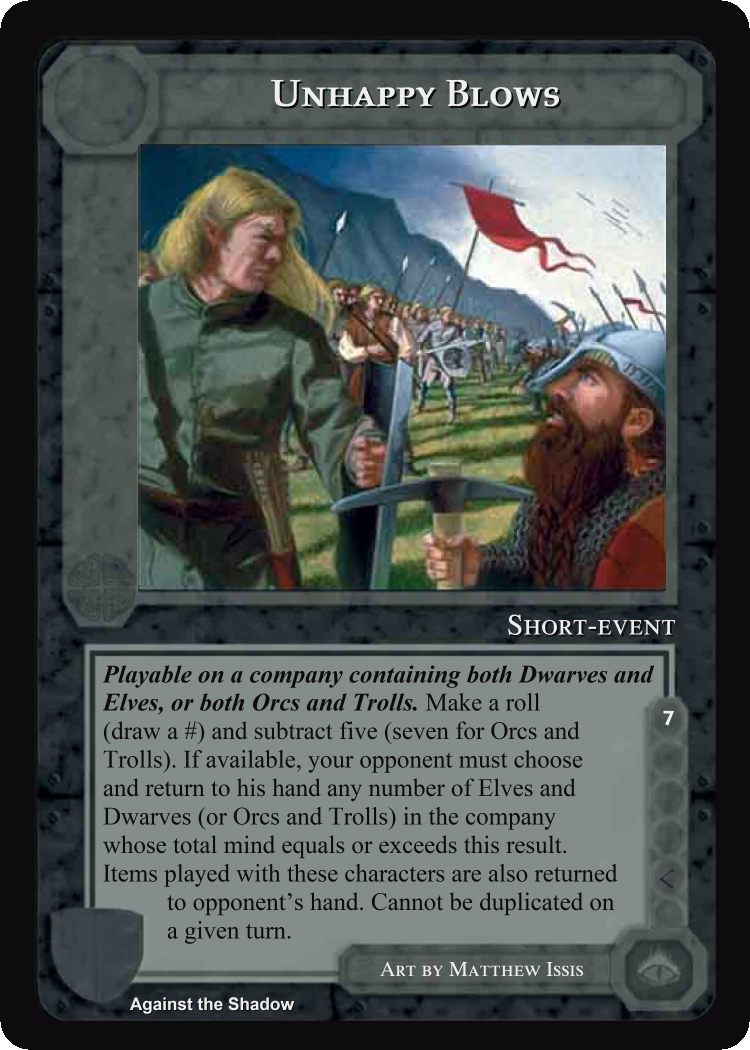 Unhappy Blows
Short-event
Playable on a company containing both Dwarves and
Elves, or both Orcs and Trolls. Make a roll
(draw a #) and subtract five (seven for Orcs and
Trolls). If available, your opponent must choose
and return to his hand any number of Elves and
Dwarves (or Orcs and Trolls) in the company
whose total mind equals or exceeds this result.
Items played with these characters are also returned
to opponent’s hand. Cannot be duplicated on
a given turn.
7
Art by Matthew Issis
Against the Shadow